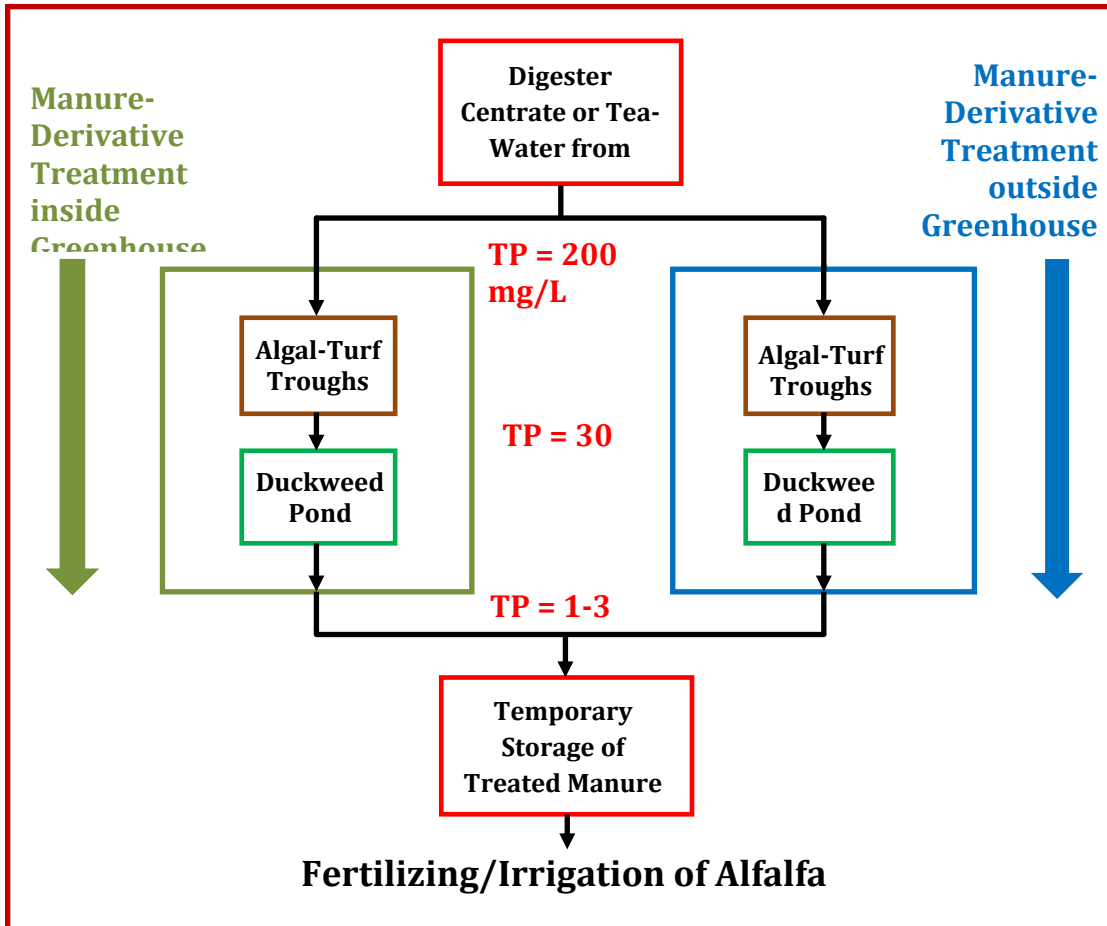 Digester
Centrate or Tea-
Water from
Manure-
Derivative
Treatment
inside
Greenhouse
Manure-
Derivative
Treatment
outside
Greenhouse
TP = 200
mg/L
Algal-Turf
Troughs
Algal-Turf
Troughs
TP = 30
Duckweed
Pond
Duckwee
d Pond
TP = 1-3
Temporary
Storage of
Treated Manure
Fertilizing/Irrigation of Alfalfa